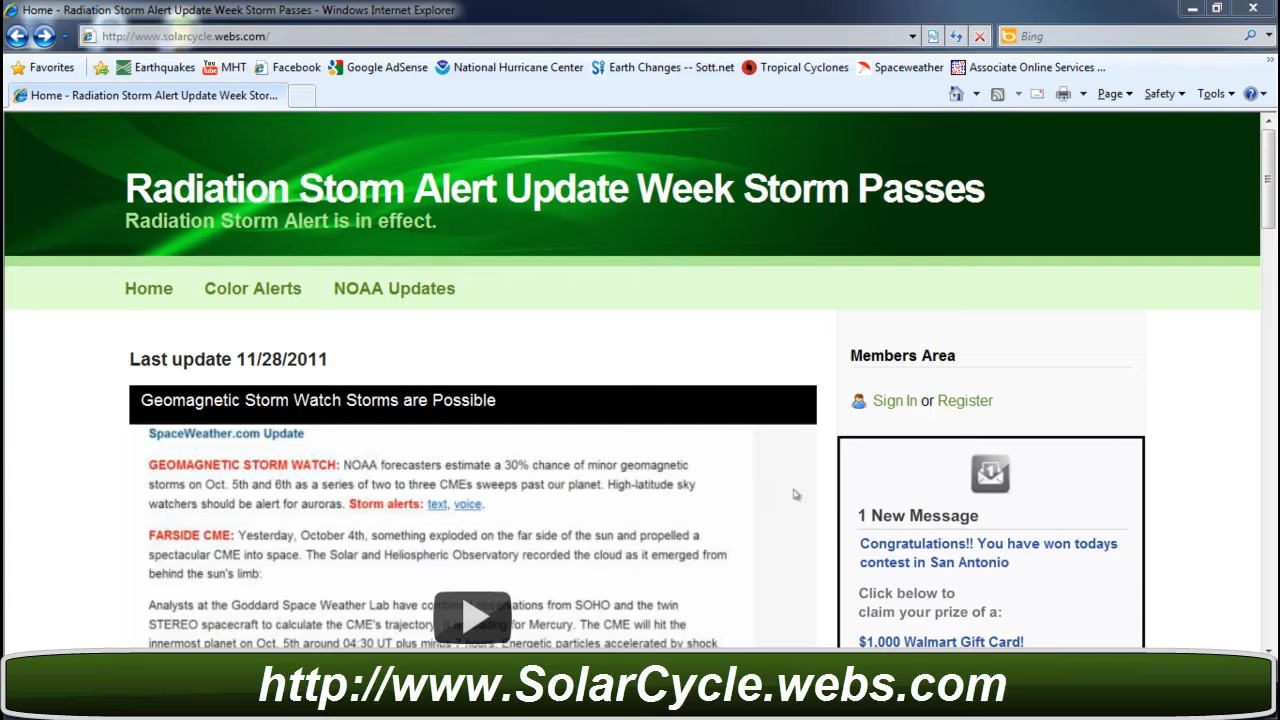 Home - Radiation Storm Alert Update Week Storm Passes - Windows Internet Explorer
http://www.solarcycle.webs.com/
Bing
Favorites Earthquakes MHT Facebook Google AdSense National Hurricane Center Earth Changes -- Sott.net Tropical Cyclones Spaceweather Associate Online Services ...
Home - Radiation Storm Alert Update Week Stor...
Page Safety Tools
Radiation Storm Alert Update Week Storm Passes
Radiation Storm Alert is in effect.
Home Color Alerts NOAA Updates
Last update 11/28/2011
Geomagnetic Storm Watch Storms are Possible
SpaceWeather.com Update
GEOMAGNETIC STORM WATCH: NOAA forecasters estimate a 30% chance of minor geomagnetic
storms on Oct. 5th and 6th as a series of two to three CMEs sweeps past our planet. High-latitude sky
watchers should be alert for auroras. Storm alerts: text, voice.
FARSIDE CME: Yesterday, October 4th, something exploded on the far side of the sun and propelled a
spectacular CME into space. The Solar and Heliospheric Observatory recorded the cloud as it emerged from
behind the sun's limb:
Analysts at the Goddard Space Weather Lab have observations from SOHO and the twin
STEREO spacecraft to calculate the CME's trajectory, for Mercury. The CME will hit the
innermost planet on Oct. 5th around 04:30 UT plus Energetic particles accelerated by shock
Members Area
Sign In or Register
1 New Message
Congratulations!! You have won todays
contest in San Antonio
Click below to
claim your prize of a:
$1,000 Walmart Gift Card!
http://www.SolarCycle.webs.com